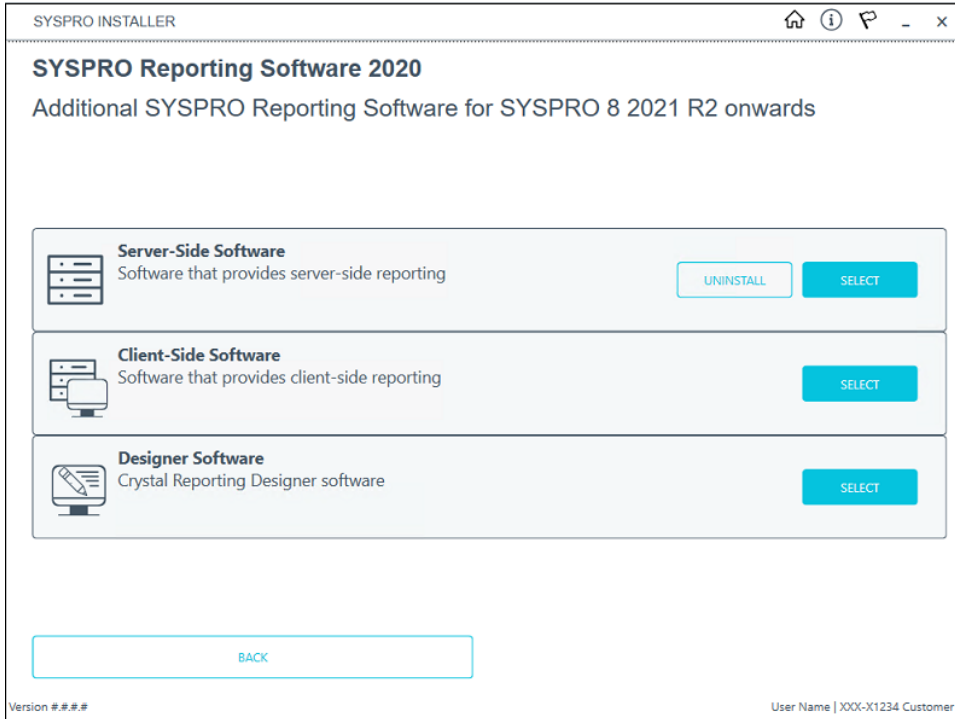 SYSPRO INSTALLER
SYSPRO Reporting Software 2020
Additional SYSPRO Reporting Software for SYSPRO 8 2021 R2 onwards
Server-Side Software
Software that provides server-side reporting
UNINSTALL
SELECT
Client-Side Software
Software that provides client-side reporting
SELECT
Designer Software
Crystal Reporting Designer software
SELECT
BACK
Version #.#.#.#
User Name | XXX-X1234 Customer